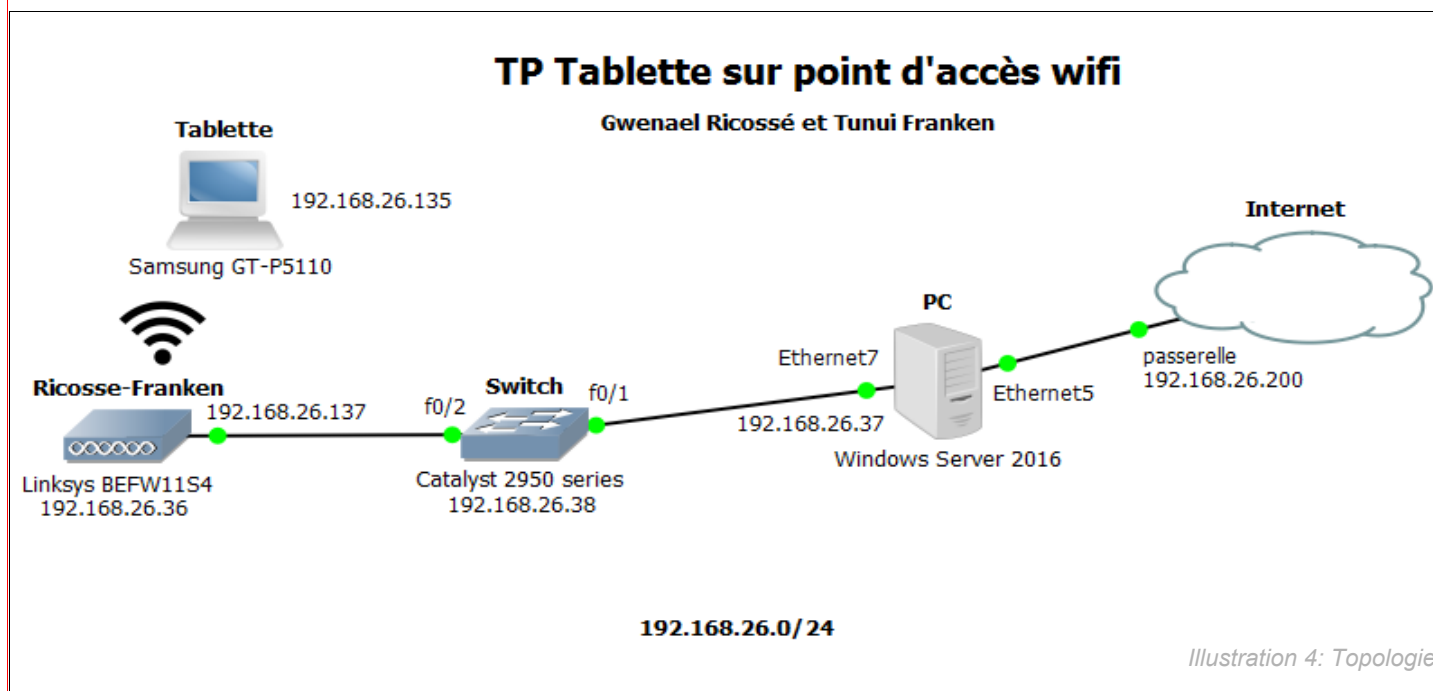 TP Tablette sur point d'accès wifi
Gwenael Ricossé et Tunui Franken
Tablette
192.168.26.135
Samsung GT-P5110
Internet
PC
Ethernet7
Ethernet5
passerelle
192.168.26.200
192.168.26.37
Windows Server 2016
Ricosse-Franken
192.168.26.137
Linksys BEFW11S4
192.168.26.36
Switch
f0/2
f0/1
Catalyst 2950 series
192.168.26.38
192.168.26.0/24
Illustration 4: Topologie